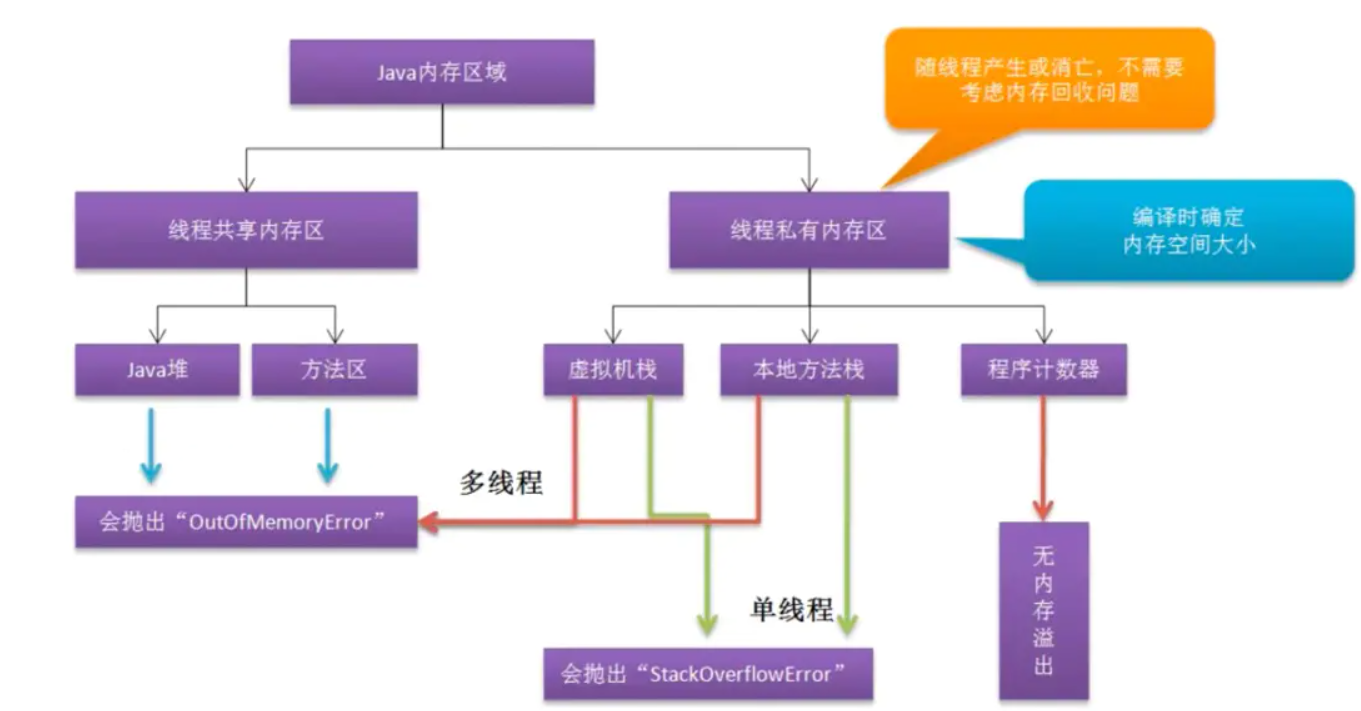 Java内存区域
随线程产生或消亡，不需要
考虑内存回收问题
线程共享内存区
线程私有内存区
编译时确定
内存空间大小
Java堆
方法区
虚拟机栈
本地方法栈
程序计数器
多线程
会抛出“OutOfMemoryError”
无
内
存
溢
出
单线程
会抛出“StackOverflowError”